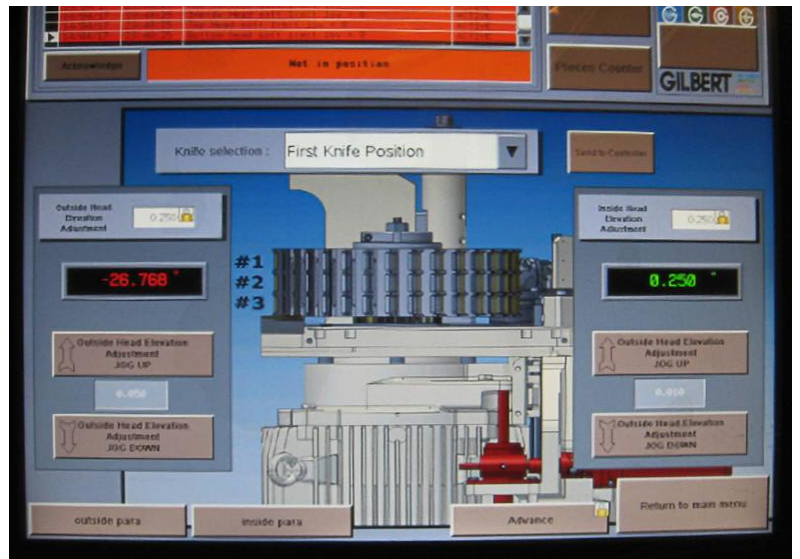 Acknowledge
Not in position
Pieces Counter
GILBERT
Knife selection :
First Knife Position
Send to Controller
Outside Head
Elevation
Adjustment
0.250
Inside Head
Elevation
Adjustment
0.250
-26.768 "
#1
#2
#3
0.250 "
Outside Head Elevation
Adjustment
JOG UP
0.050
Outside Head Elevation
Adjustment
JOG DOWN
Outside Head Elevation
Adjustment
JOG UP
Outside Head Elevation
Adjustment
JOG DOWN
outside para
inside para
Advance
Return to main menu